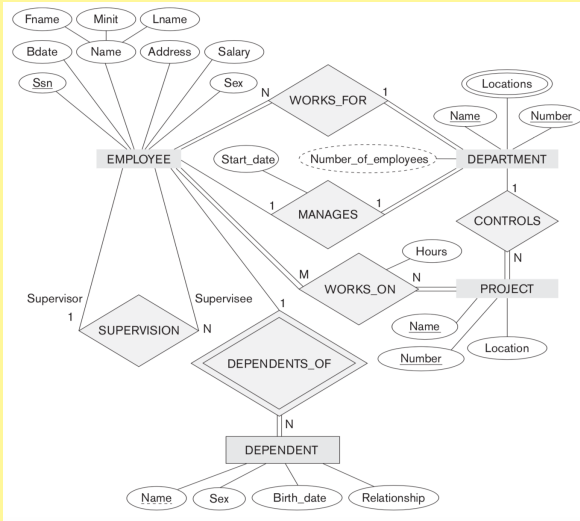 Fname Minit Lname
Bdate Name Address Salary
Ssn Sex
N WORKS_FOR 1
Locations
Name Number
EMPLOYEE Start_date Number_of_employees DEPARTMENT
1 MANAGES 1
1
CONTROLS
N
Hours
M WORKS_ON N
PROJECT
Supervisor Supervisee
1 SUPERVISION N
1
Name
Number Location
DEPENDENTS_OF
N
DEPENDENT
Name Sex Birth_date Relationship